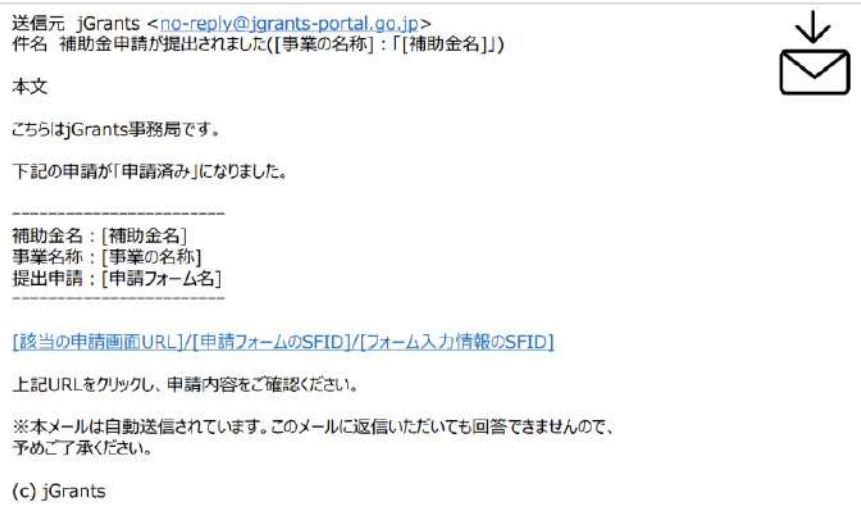 送信元 jGrants <no-reply@jgrants-portal.go.jp>
件名 補助金申請が提出されました([事業の名称]:「[補助金名]」)
本文
こちらはjGrants事務局です。
下記の申請が「申請済み」になりました。
------------------------
補助金名：[補助金名]
事業名称：[事業の名称]
提出申請：[申請フォーム名]
------------------------
[該当の申請画面URL]/[申請フォームのSFID]/[フォーム入力情報のSFID]
上記URLをクリックし、申請内容をご確認ください。
※本メールは自動送信されています。このメールに返信いただいても回答できませんので、
予めご了承ください。
(c) jGrants